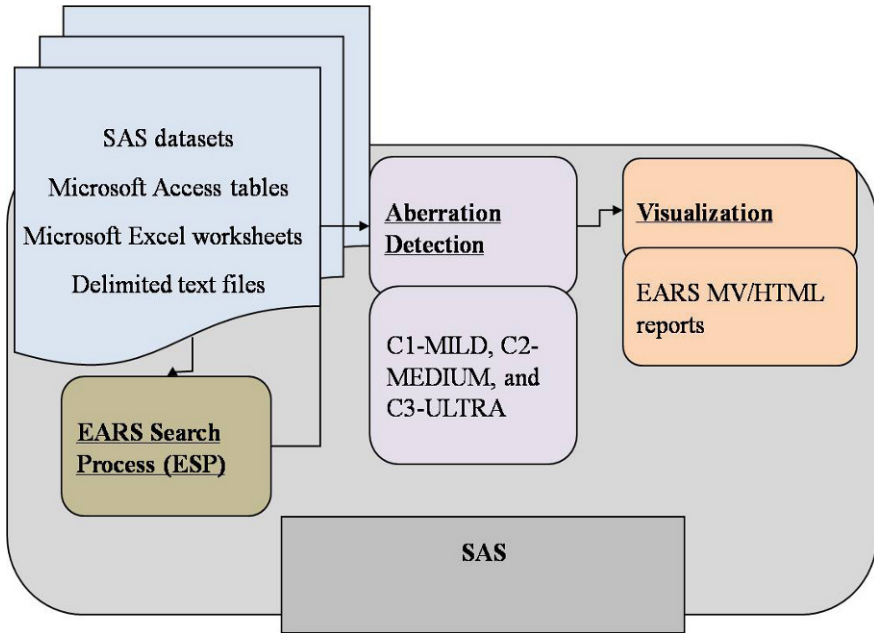 SAS datasets
Microsoft Access tables
Microsoft Excel worksheets
Delimited text files
EARS Search
Process (ESP)
Aberration
Detection
C1-MILD, C2-
MEDIUM, and
C3-ULTRA
Visualization
EARS MV/HTML
reports
SAS